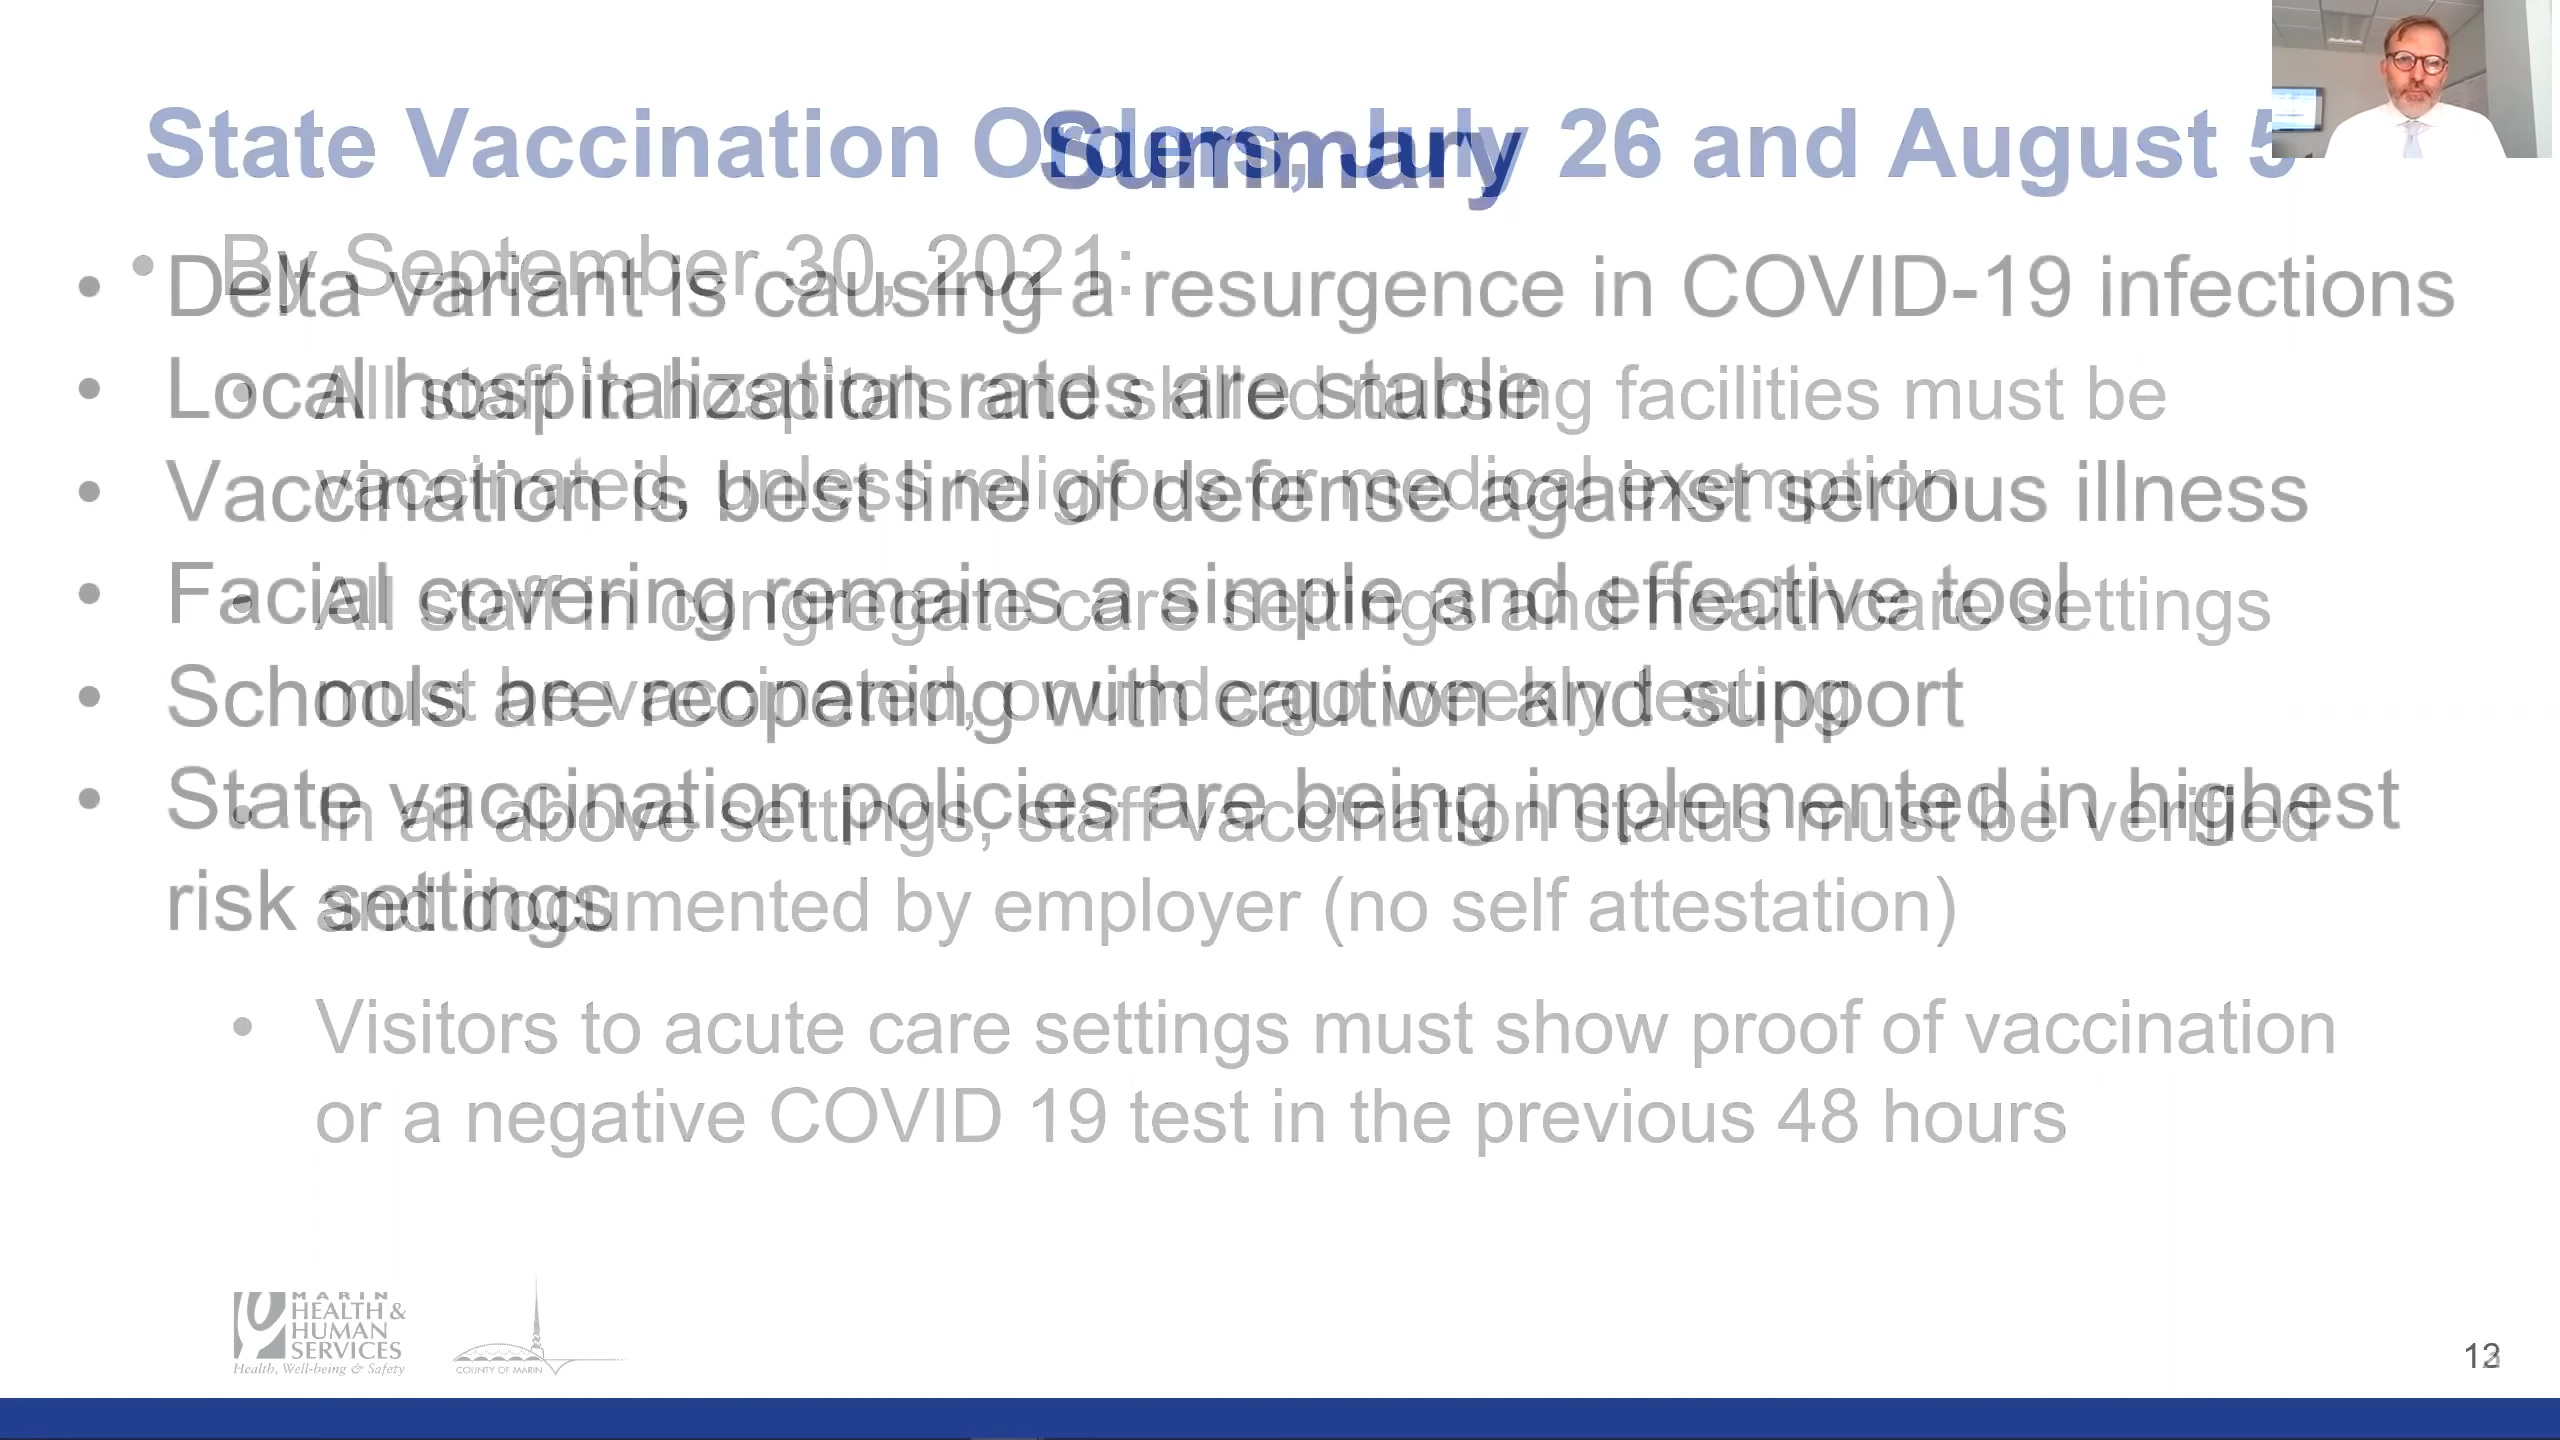 State Vaccination Orders, July 26 and August 5
• By September 30, 2021:
• All staff in hospitals and skilled nursing facilities must be
vaccinated, unless religious or medical exemption
• All staff in congregate care settings and healthcare settings
must be vaccinated, or undergo weekly testing
• In all above settings, staff vaccination status must be verified
and documented by employer (no self attestation)
• Visitors to acute care settings must show proof of vaccination
or a negative COVID 19 test in the previous 48 hours
Summary
• Delta variant is causing a resurgence in COVID-19 infections
• Local hospitalization rates are stable
• Vaccination is best line of defense against serious illness
• Facial covering remains a simple and effective tool
• Schools are reopening with caution and support
• State vaccination policies are being implemented in highest
risk settings
MARIN
HEALTH &
HUMAN
SERVICES
Health, Well-being & Safety
COUNTY OF MARIN